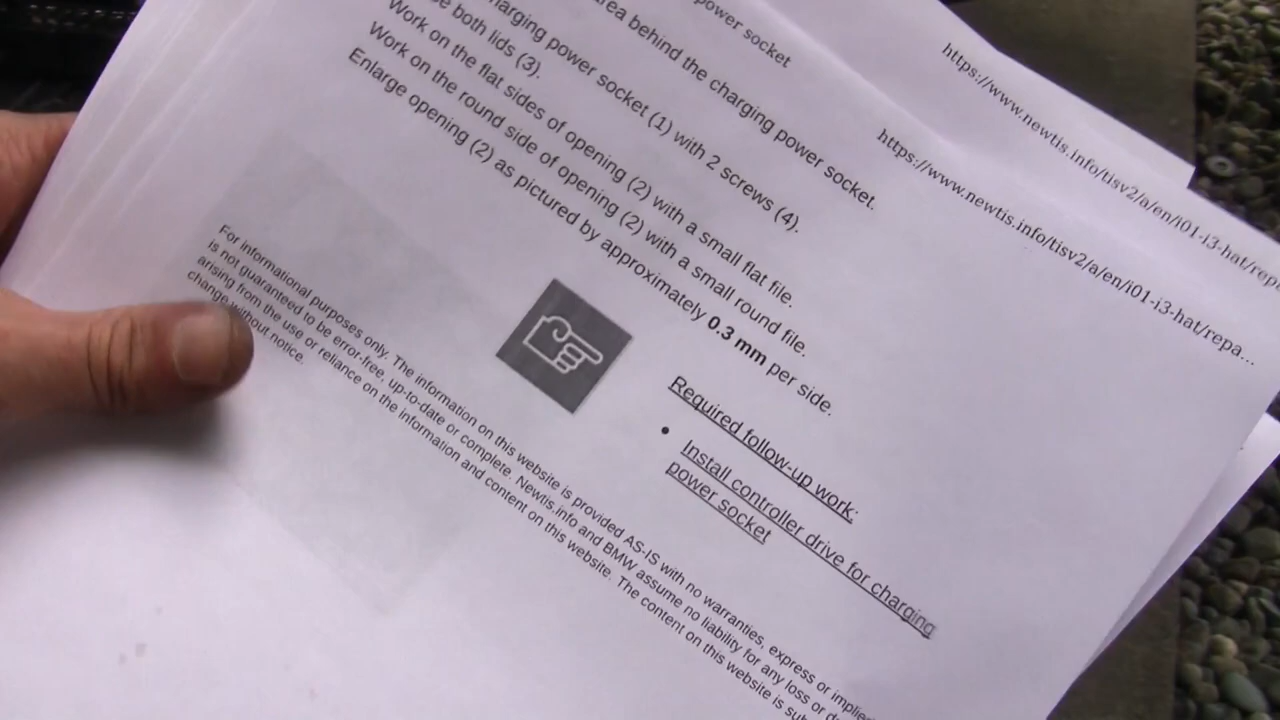 power socket
area behind the charging power socket.
charging power socket (1) with 2 screws (4).
both lids (3).
Work on the flat sides of opening (2) with a small flat file.
Work on the round side of opening (2) with a small round file.
Enlarge opening (2) as pictured by approximately 0.3 mm per side.
Required follow-up work:
• Install controller drive for charging
power socket
For informational purposes only. The information on this website is provided AS-IS with no warranties, express or implied
is not guaranteed to be error-free, up-to-date or complete. Newtis.info and BMW assume no liability for any loss or
arising from the use or reliance on the information and content on this website. The content on this website is
change without notice.
https://www.newtis.info/tisv2/a/en/i01-i3-hat/repa...
https://www.newtis.info/tisv2/a/en/i01-i3-hat/repa